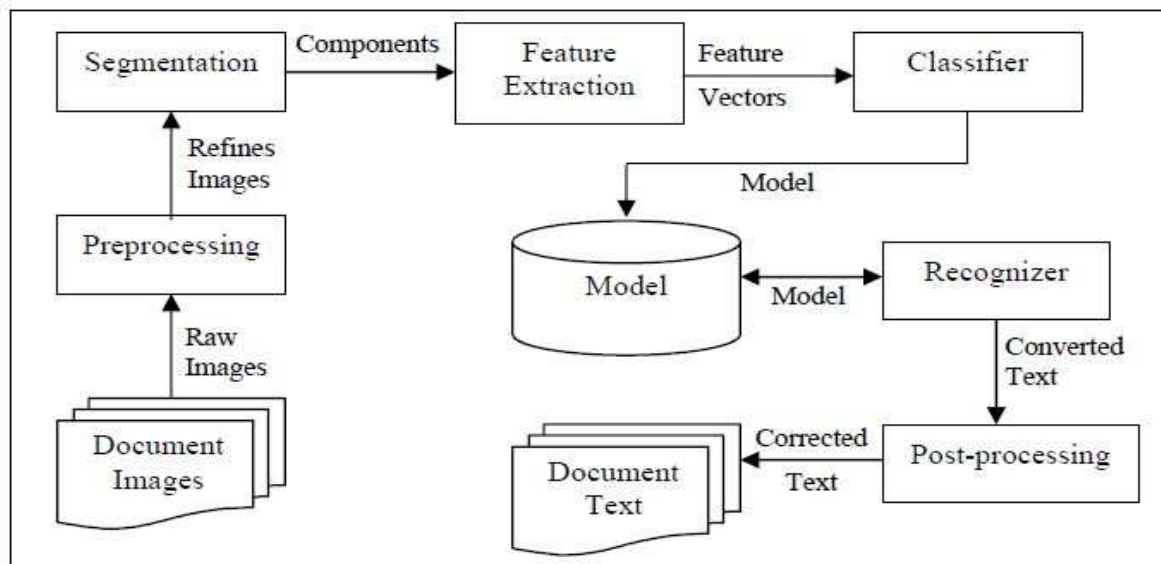 Segmentation
Components
Feature
Extraction
Feature
Vectors
Classifier
Refines
Images
Model
Preprocessing
Model
Model
Recognizer
Raw
Images
Converted
Text
Document
Images
Document
Text
Corrected
Text
Post-processing